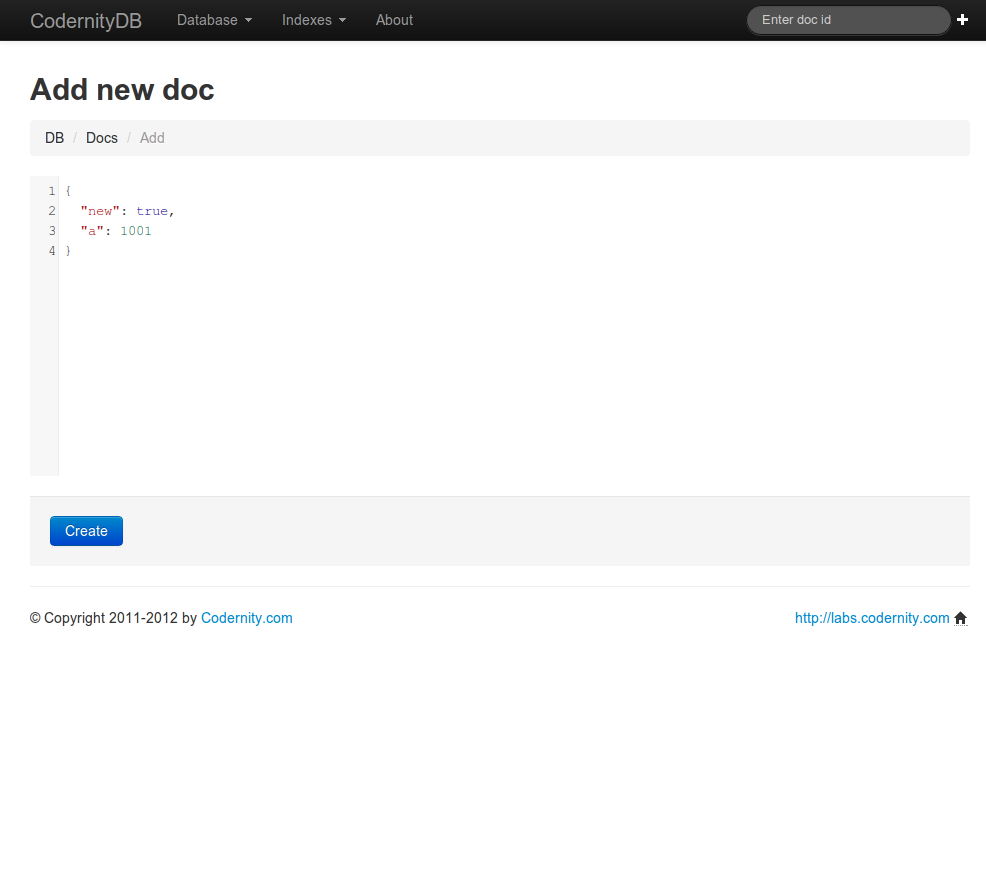 CodernityDB Database Indexes About Enter doc id
Add new doc
DB / Docs / Add
1 {
2   "new": true,
3   "a": 1001
4 }
Create
© Copyright 2011-2012 by Codernity.com http://labs.codernity.com